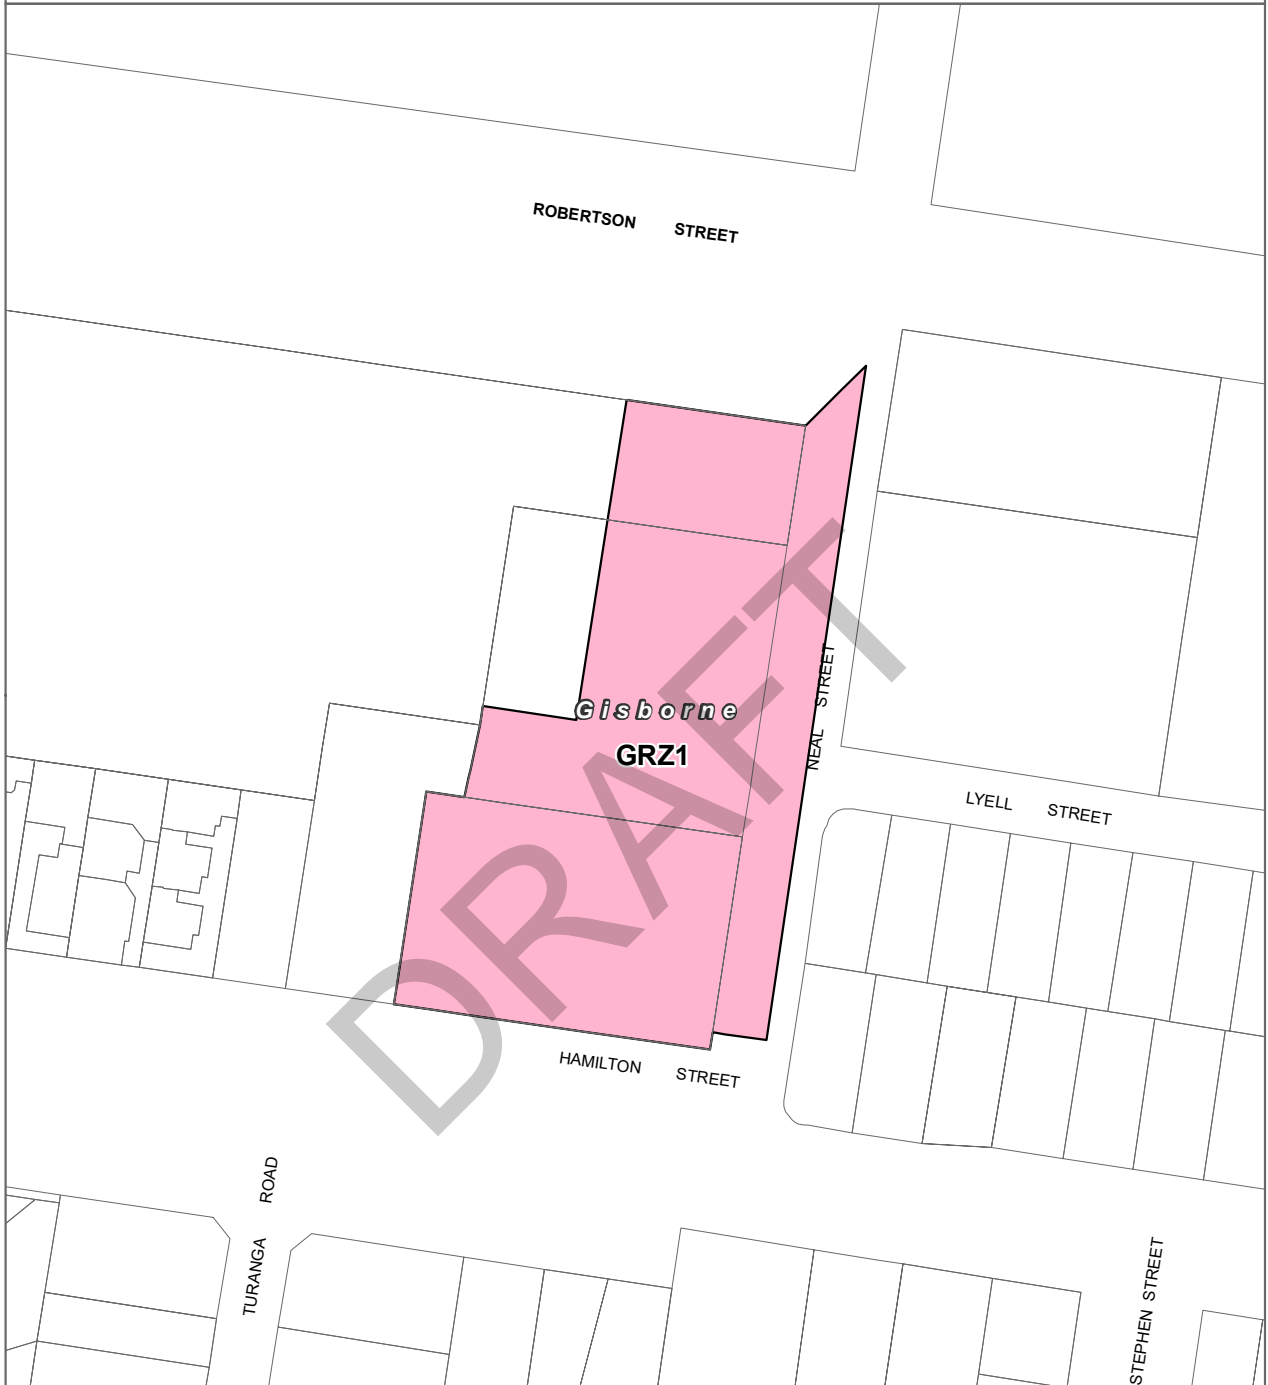 ROBERTSON STREET
NEAL STREET
Gisborne
GRZ1
LYELL STREET
DRAFT
HAMILTON STREET
TURANGA ROAD
STEPHEN STREET